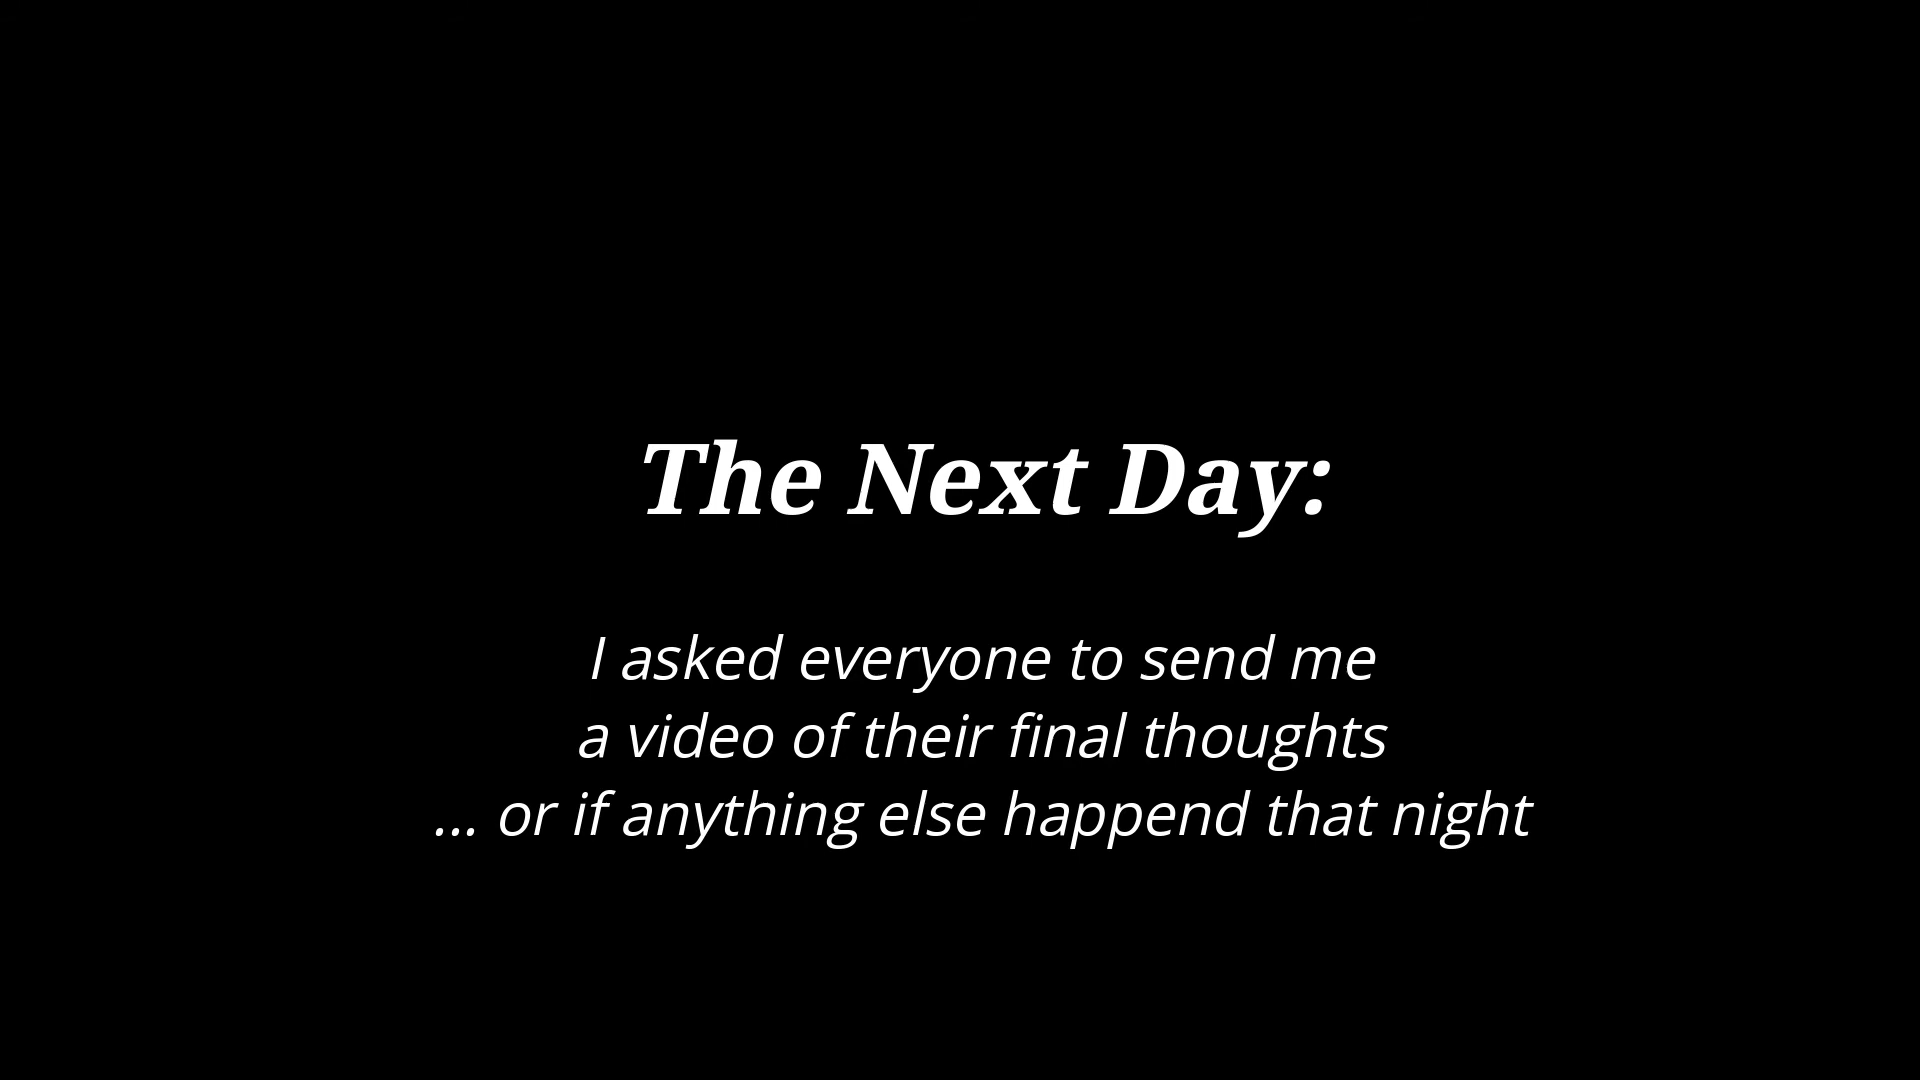 The Next Day:
I asked everyone to send me
a video of their final thoughts
... or if anything else happend that night